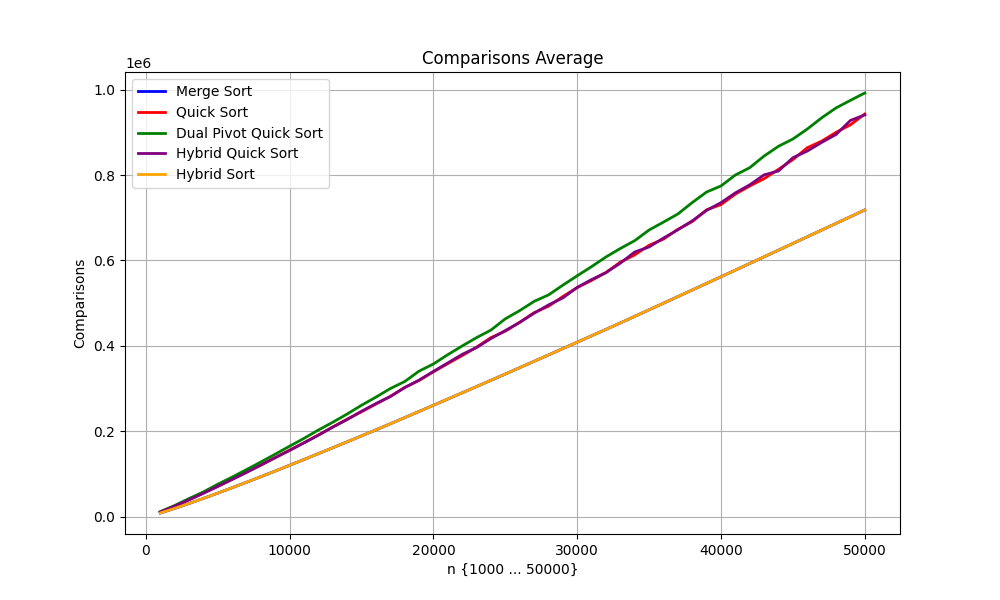 Comparisons Average
1e6
Merge Sort
Quick Sort
Dual Pivot Quick Sort
Hybrid Quick Sort
Hybrid Sort
1.0
0.8
0.6
0.4
0.2
0.0
Comparisons
0 10000 20000 30000 40000 50000
n {1000 ... 50000}